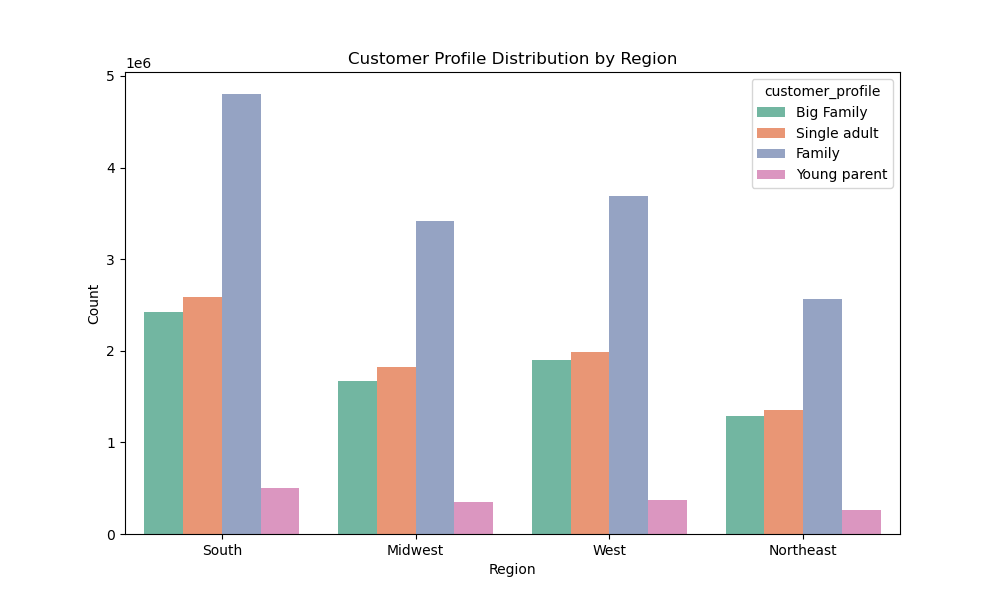 Customer Profile Distribution by Region
1e6
customer_profile
Big Family
Single adult
Family
Young parent
5
4
3
2
1
0
Count
South Midwest West Northeast
Region